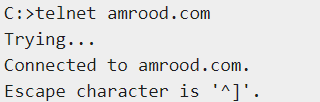 C:>telnet amrood.com
Trying...
Connected to amrood.com.
Escape character is '^]'.